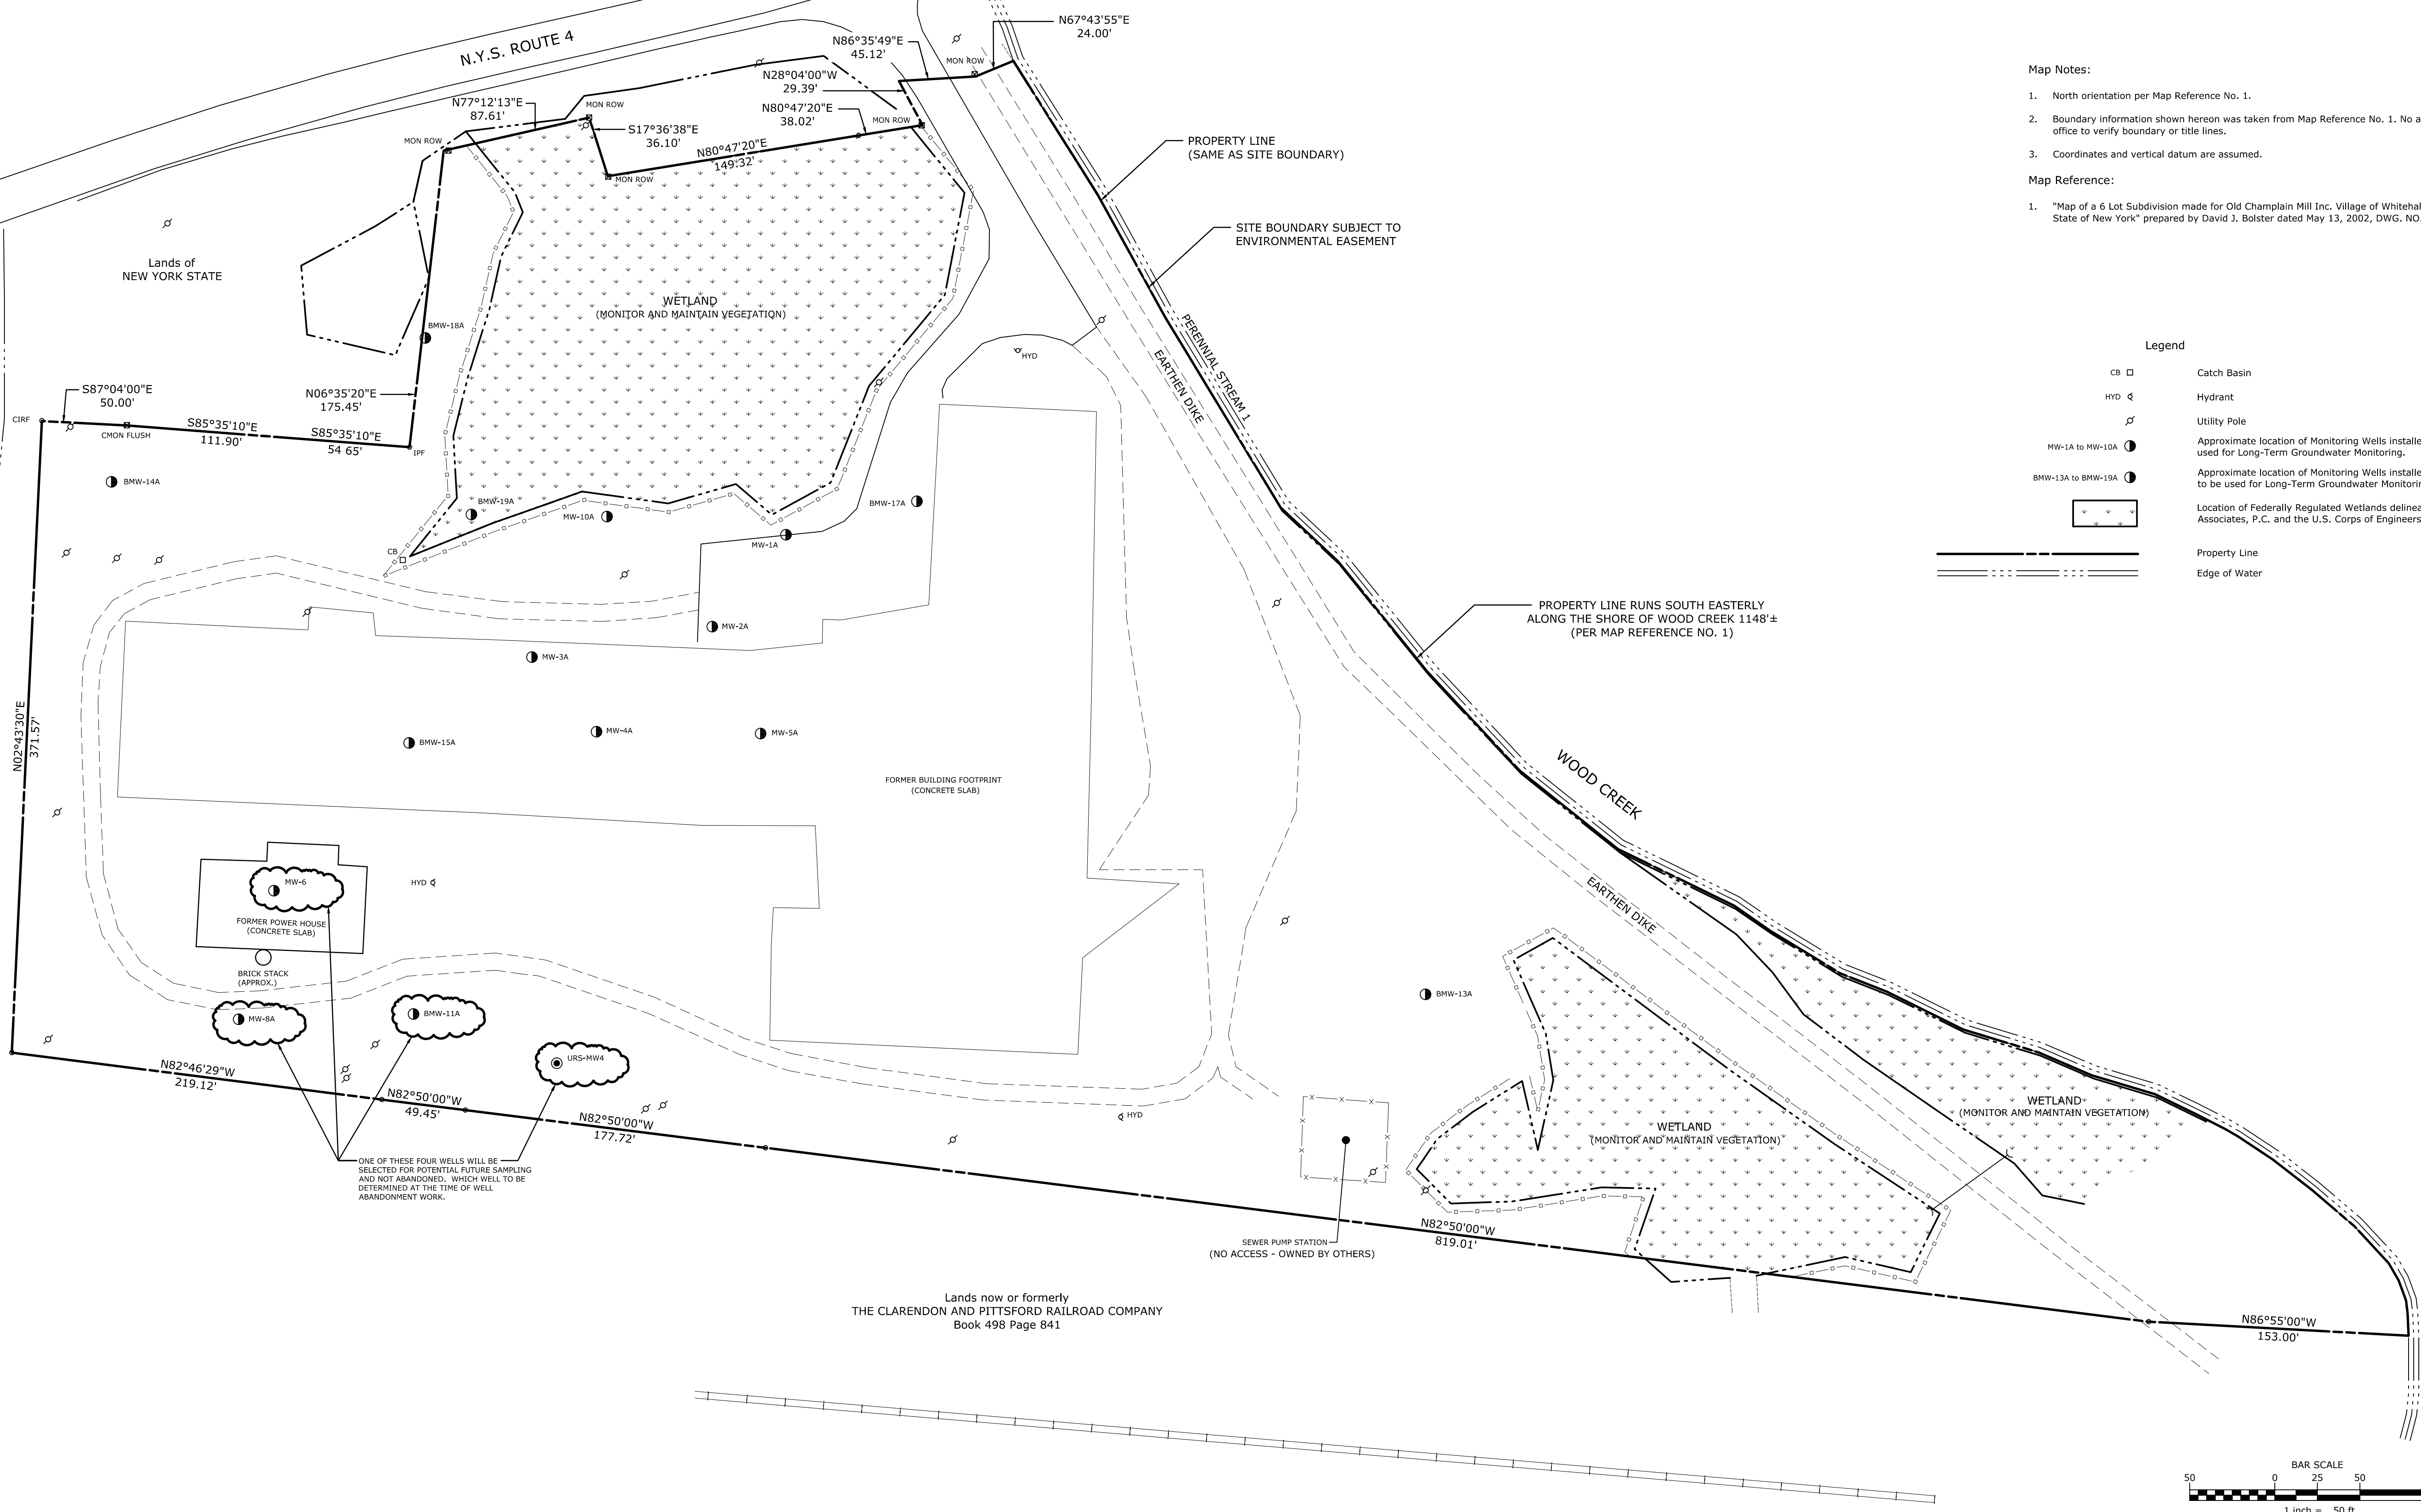 N.Y.S. ROUTE 4
N67°43'55"E
24.00'
N86°35'49"E
45.12'
MON ROW
N28°04'00"W
29.39'
N77°12'13"E
87.61'
MON ROW
N80°47'20"E
38.02'
MON ROW
S17°36'38"E
36.10'
MON ROW
N80°47'20"E
149.32'
MON ROW
PROPERTY LINE
(SAME AS SITE BOUNDARY)
SITE BOUNDARY SUBJECT TO
ENVIRONMENTAL EASEMENT
Lands of
NEW YORK STATE
WETLAND
(MONITOR AND MAINTAIN VEGETATION)
BMW-18A
PERENNIAL STREAM 1
EARTHEN DIKE
HYD
S87°04'00"E
50.00'
N06°35'20"E
175.45'
CIRF
CMON FLUSH
S85°35'10"E
111.90'
S85°35'10"E
54 65'
IPF
BMW-14A
BMW-19A
MW-10A
BMW-17A
MW-1A
CB
MW-2A
MW-3A
PROPERTY LINE RUNS SOUTH EASTERLY
ALONG THE SHORE OF WOOD CREEK 1148'±
(PER MAP REFERENCE NO. 1)
N02°43'30"E
371.57'
BMW-15A
MW-4A
MW-5A
FORMER BUILDING FOOTPRINT
(CONCRETE SLAB)
WOOD CREEK
EARTHEN DIKE
MW-6
HYD
FORMER POWER HOUSE
(CONCRETE SLAB)
BRICK STACK
(APPROX.)
MW-8A
BMW-11A
URS-MW4
BMW-13A
N82°46'29"W
219.12'
N82°50'00"W
49.45'
N82°50'00"W
177.72'
HYD
ONE OF THESE FOUR WELLS WILL BE
SELECTED FOR POTENTIAL FUTURE SAMPLING
AND NOT ABANDONED.  WHICH WELL TO BE
DETERMINED AT THE TIME OF WELL
ABANDONMENT WORK.
WETLAND
(MONITOR AND MAINTAIN VEGETATION)
WETLAND
(MONITOR AND MAINTAIN VEGETATION)
X X X X X X X X X X
SEWER PUMP STATION
(NO ACCESS - OWNED BY OTHERS)
N82°50'00"W
819.01'
Lands now or formerly
THE CLARENDON AND PITTSFORD RAILROAD COMPANY
Book 498 Page 841
N86°55'00"W
153.00'
Map Notes:
1. North orientation per Map Reference No. 1.
2. Boundary information shown hereon was taken from Map Reference No. 1. No a
office to verify boundary or title lines.
3. Coordinates and vertical datum are assumed.
Map Reference:
1. "Map of a 6 Lot Subdivision made for Old Champlain Mill Inc. Village of Whitehal
State of New York" prepared by David J. Bolster dated May 13, 2002, DWG. NO.
Legend
CB Catch Basin
HYD Hydrant
Utility Pole
MW-1A to MW-10A Approximate location of Monitoring Wells installe
used for Long-Term Groundwater Monitoring.
BMW-13A to BMW-19A Approximate location of Monitoring Wells installe
to be used for Long-Term Groundwater Monitorin
Location of Federally Regulated Wetlands delinea
Associates, P.C. and the U.S. Corps of Engineers
Property Line
Edge of Water
BAR SCALE
50 0 25 50
1 inch = 50 ft.